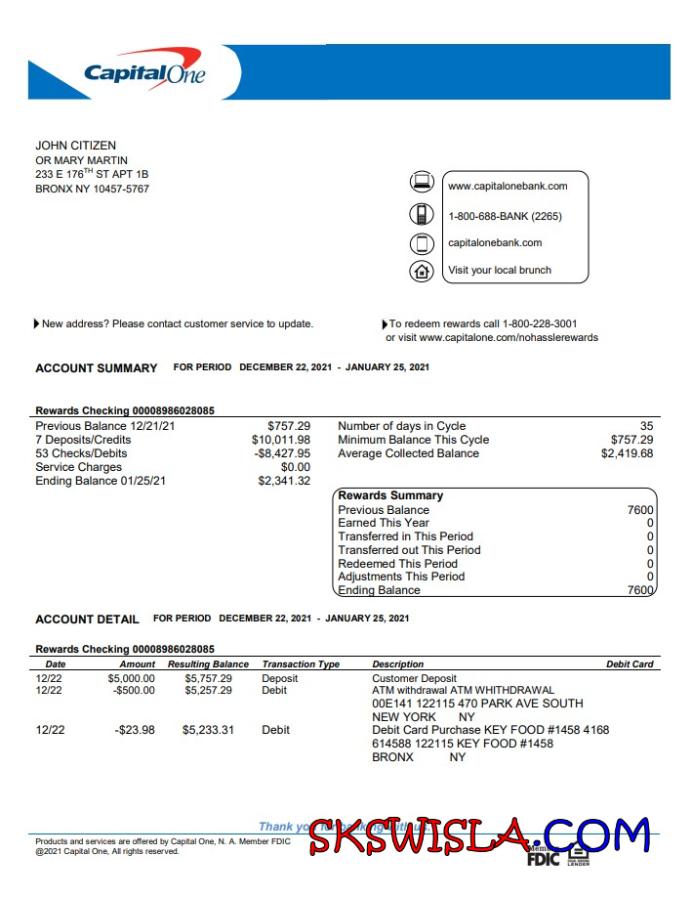 Capital One
JOHN CITIZEN
OR MARY MARTIN
233 E 176TH ST APT 1B
BRONX NY 10457-5767
www.capitalonebank.com
1-800-688-BANK (2265)
capitalonebank.com
Visit your local brunch
New address? Please contact customer service to update.
To redeem rewards call 1-800-228-3001
or visit www.capitalone.com/nohasslerewards
ACCOUNT SUMMARY FOR PERIOD DECEMBER 22, 2021 - JANUARY 25, 2021
Rewards Checking 00008986028085
Previous Balance 12/21/21 $757.29 Number of days in Cycle 35
7 Deposits/Credits $10,011.98 Minimum Balance This Cycle $757.29
53 Checks/Debits -$8,427.95 Average Collected Balance $2,419.68
Service Charges $0.00
Ending Balance 01/25/21 $2,341.32
Rewards Summary
Previous Balance 7600
Earned This Year 0
Transferred in This Period 0
Transferred out This Period 0
Redeemed This Period 0
Adjustments This Period 0
Ending Balance 7600
ACCOUNT DETAIL FOR PERIOD DECEMBER 22, 2021 - JANUARY 25, 2021
Rewards Checking 00008986028085
Date Amount Resulting Balance Transaction Type Description Debit Card
12/22 $5,000.00 $5,757.29 Deposit Customer Deposit
12/22 -$500.00 $5,257.29 Debit ATM withdrawal ATM WHITHDRAWAL
00E141 122115 470 PARK AVE SOUTH
NEW YORK NY
12/22 -$23.98 $5,233.31 Debit Debit Card Purchase KEY FOOD #1458 4168
614588 122115 KEY FOOD #1458
BRONX NY
Thank you for banking with us.
SKSWISLA.COM
Products and services are offered by Capital One, N. A. Member FDIC
@2021 Capital One, All rights reserved.
Member
FDIC